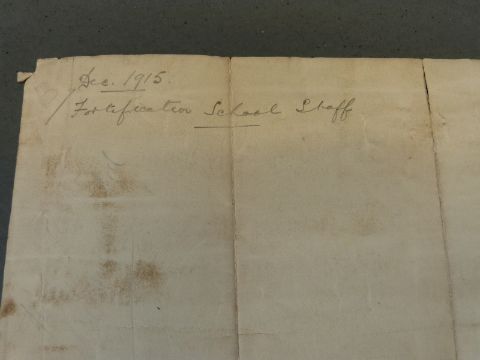 Dec. 1915.
Fortification School Staff